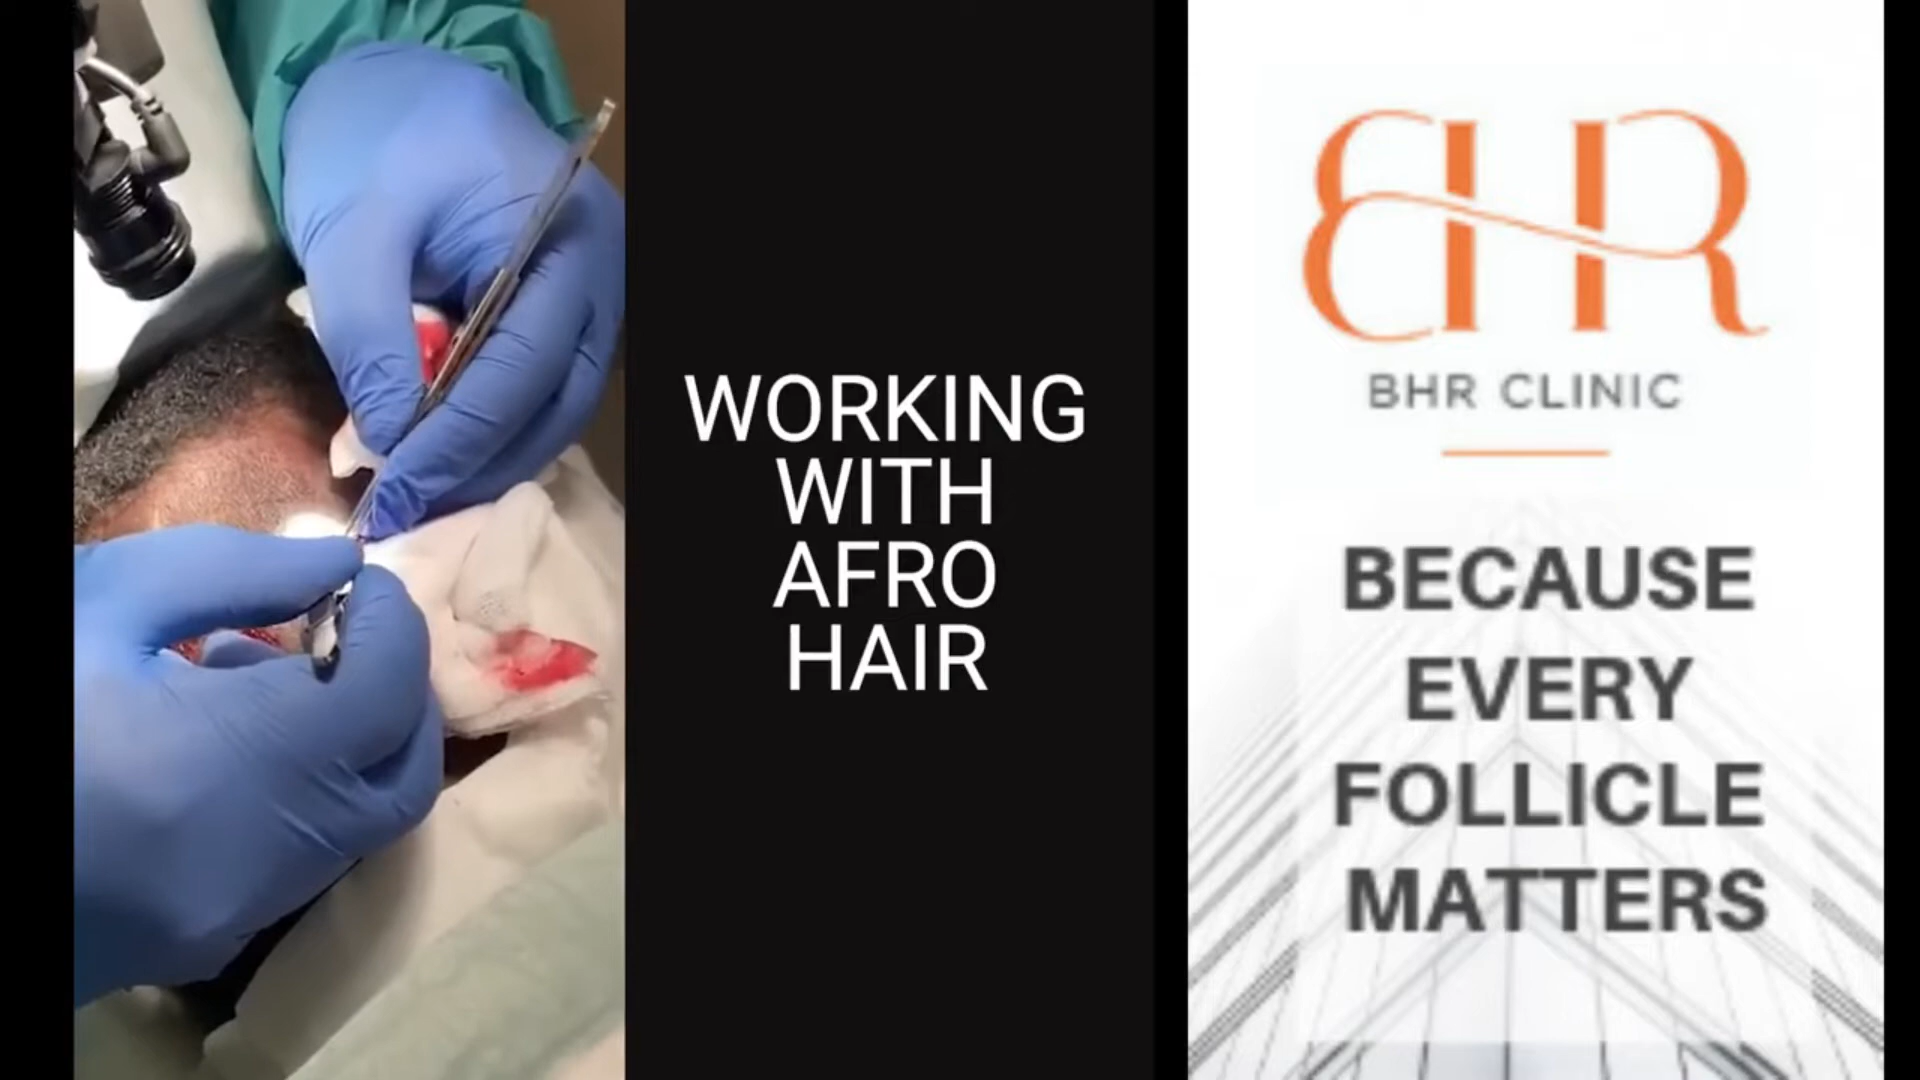 WORKING
WITH
AFRO
HAIR
BHR
BHR CLINIC
BECAUSE
EVERY
FOLLICLE
MATTERS